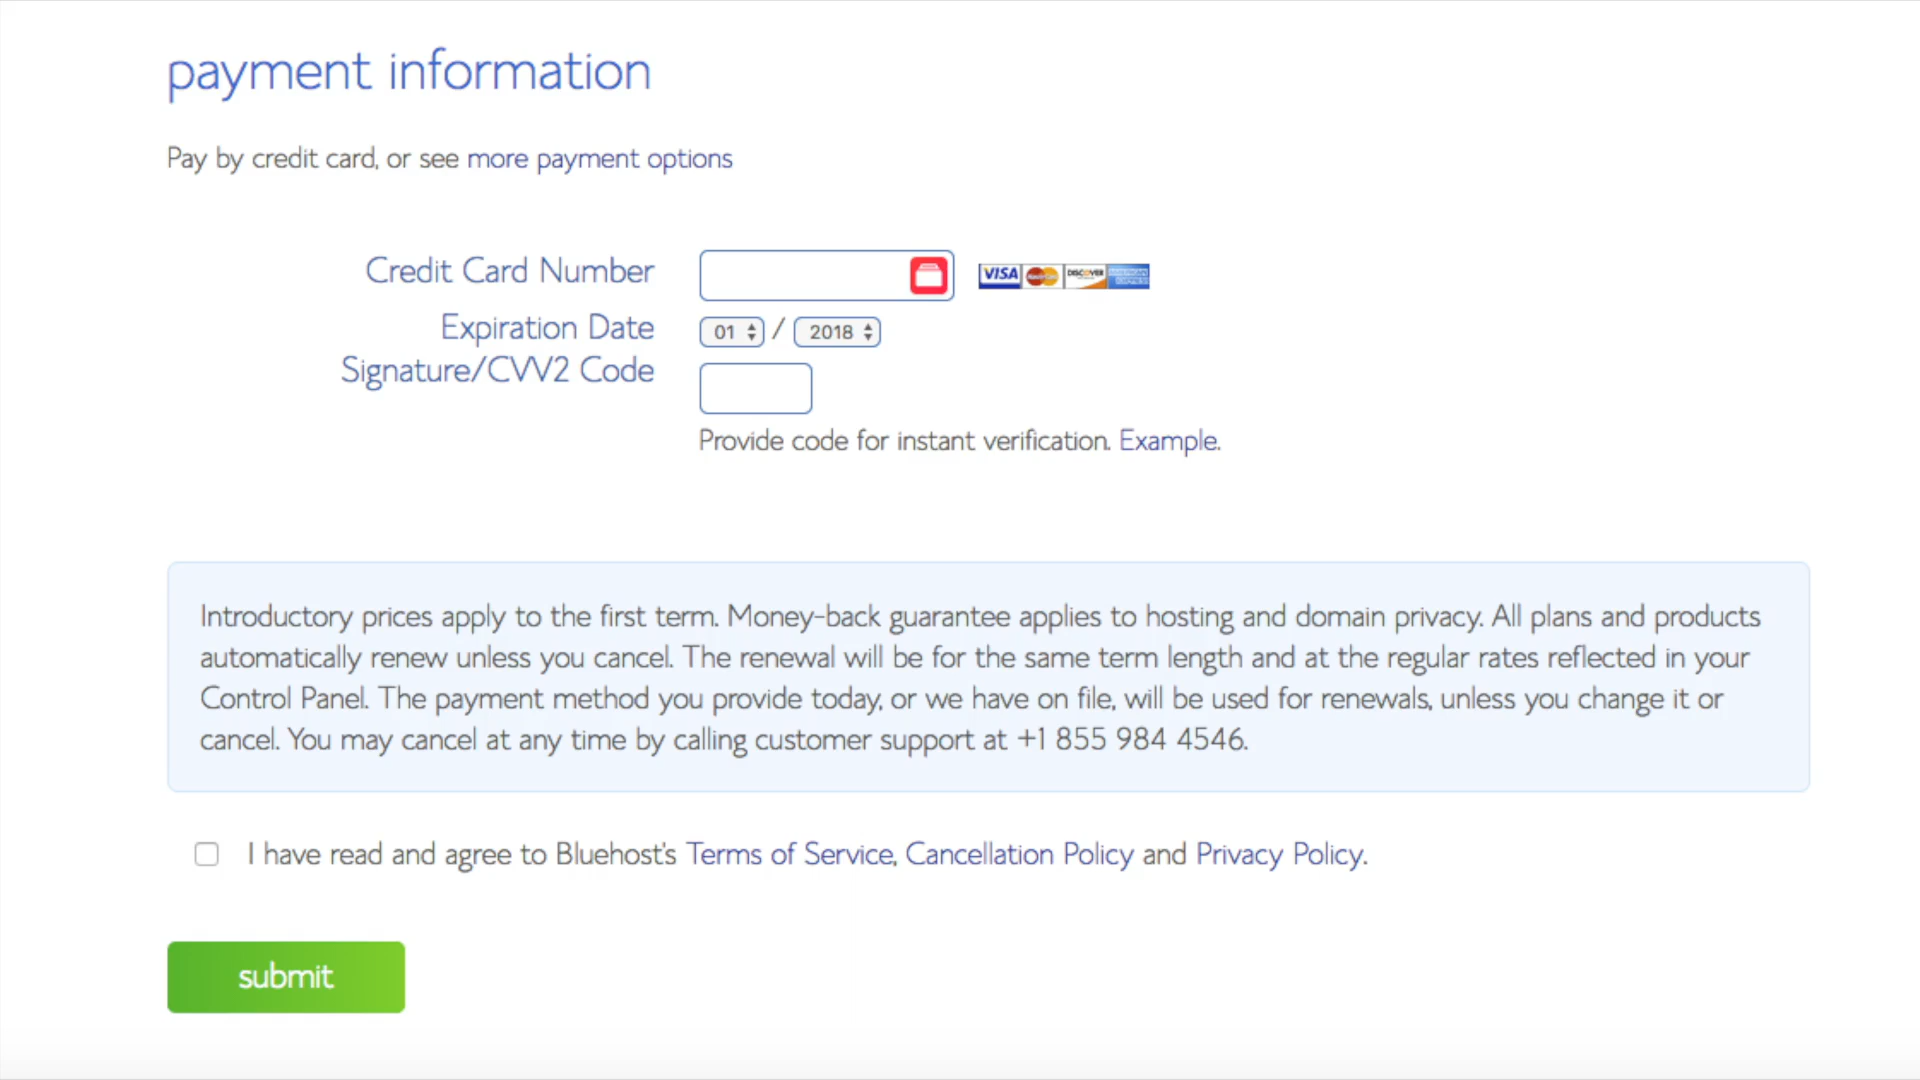 payment information
Pay by credit card, or see more payment options
Credit Card Number
VISA MasterCard DISCOVER AMERICAN EXPRESS
Expiration Date 01 / 2018
Signature/CVV2 Code
Provide code for instant verification. Example.
Introductory prices apply to the first term. Money-back guarantee applies to hosting and domain privacy. All plans and products
automatically renew unless you cancel. The renewal will be for the same term length and at the regular rates reflected in your
Control Panel. The payment method you provide today, or we have on file, will be used for renewals, unless you change it or
cancel. You may cancel at any time by calling customer support at +1 855 984 4546.
I have read and agree to Bluehost's Terms of Service, Cancellation Policy and Privacy Policy.
submit